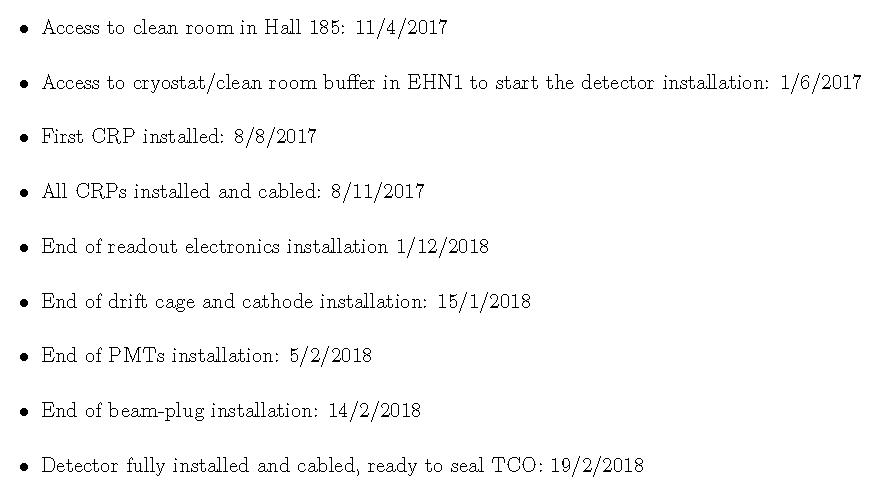 • Access to clean room in Hall 185: 11/4/2017
• Access to cryostat/clean room buffer in EHN1 to start the detector installation: 1/6/2017
• First CRP installed: 8/8/2017
• All CRPs installed and cabled: 8/11/2017
• End of readout electronics installation 1/12/2018
• End of drift cage and cathode installation: 15/1/2018
• End of PMTs installation: 5/2/2018
• End of beam-plug installation: 14/2/2018
• Detector fully installed and cabled, ready to seal TCO: 19/2/2018